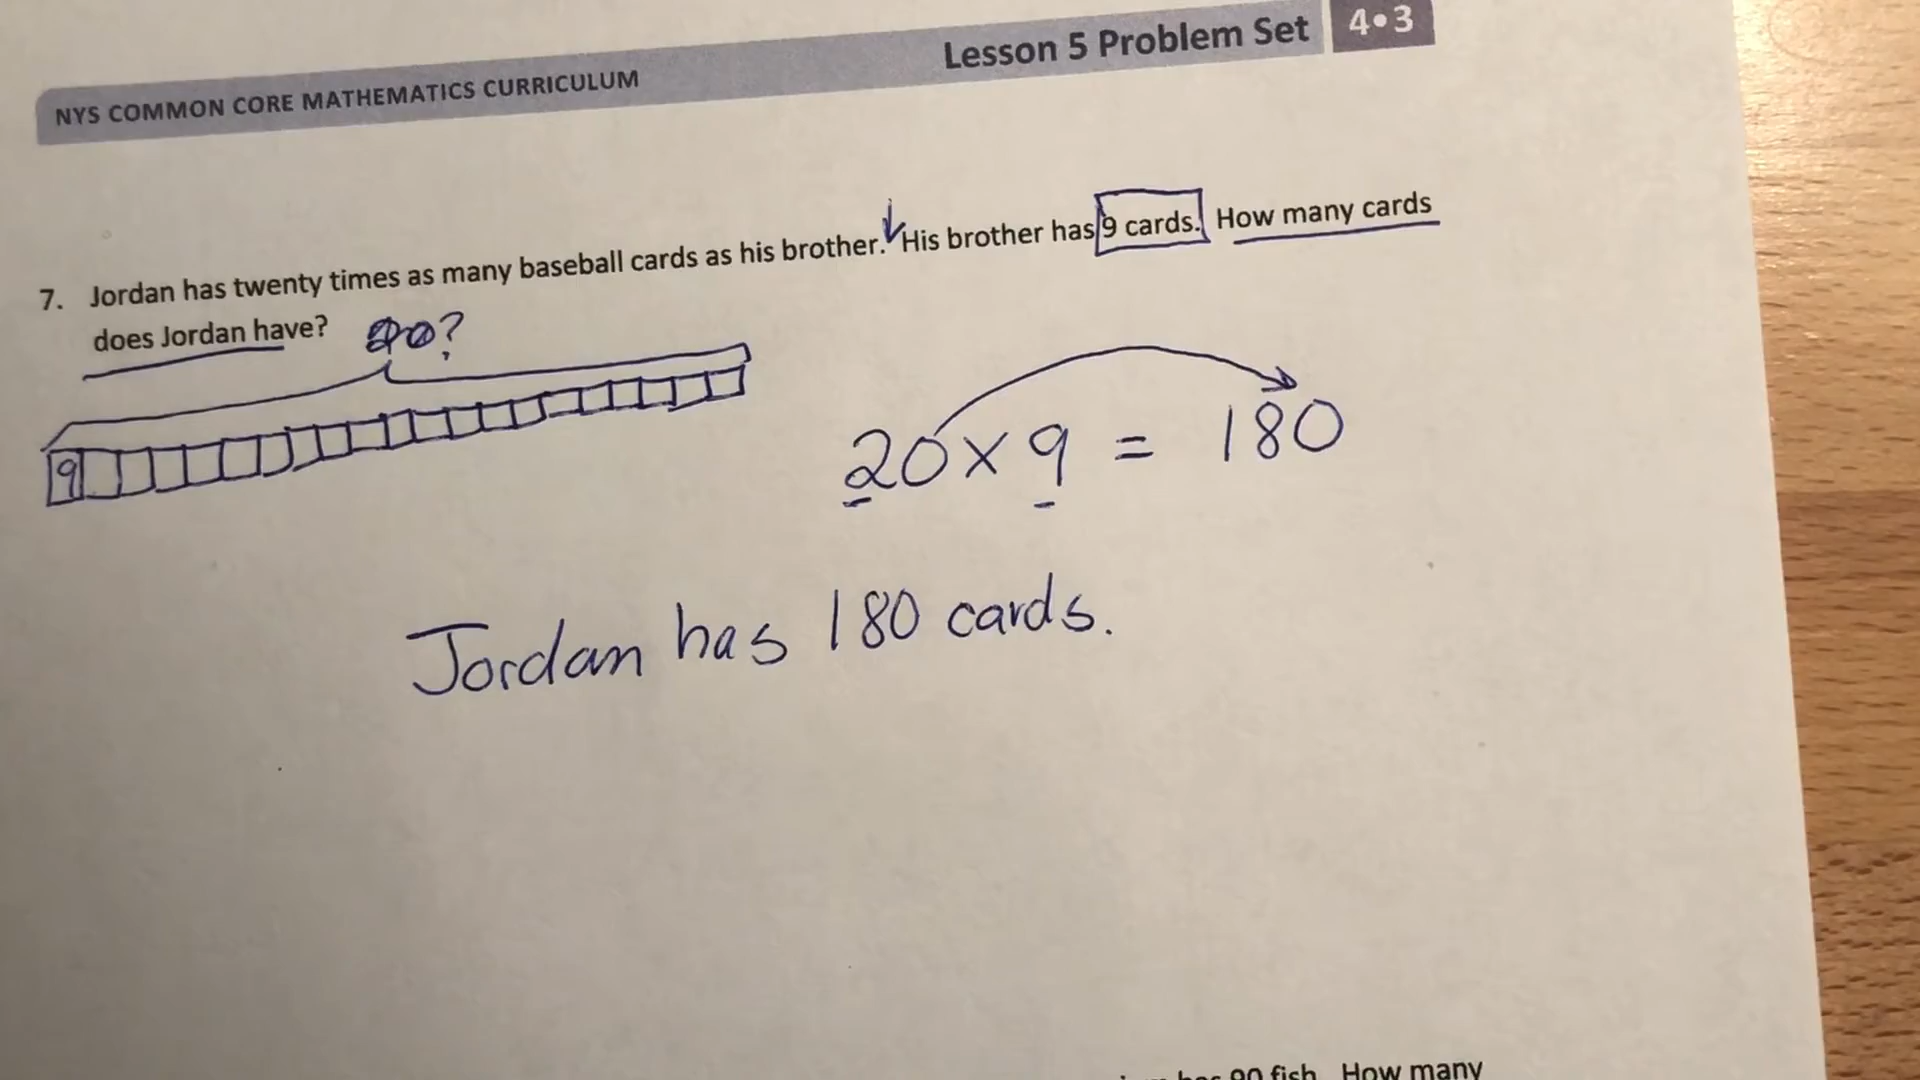 NYS COMMON CORE MATHEMATICS CURRICULUM Lesson 5 Problem Set 4•3
7. Jordan has twenty times as many baseball cards as his brother. His brother has 9 cards. How many cards
does Jordan have? ?
9
20 x 9 = 180
Jordan has 180 cards.
90 fish. How many